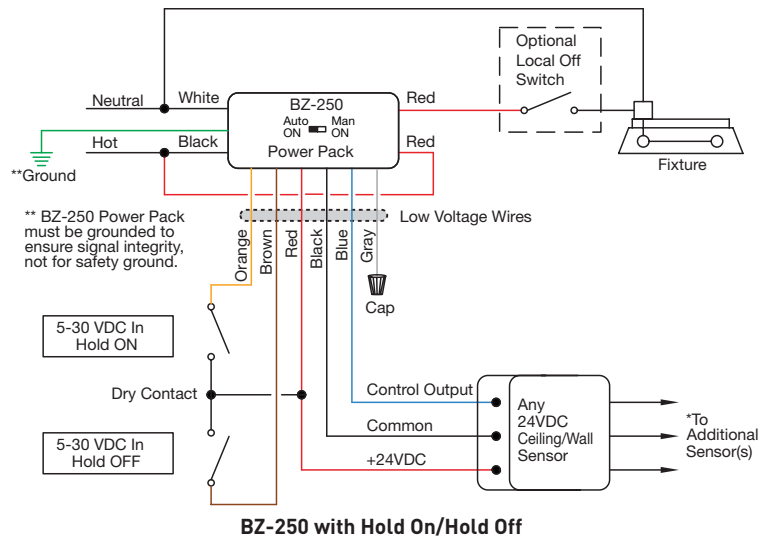 Optional
Local Off
Switch
Neutral
White
BZ-250
Auto
ON
Man
ON
Power Pack
Red
Red
Hot
Black
**Ground
Fixture
** BZ-250 Power Pack
must be grounded to
ensure signal integrity,
not for safety ground.
Low Voltage Wires
Orange
Brown
Red
Black
Blue
Gray
Cap
5-30 VDC In
Hold ON
Dry Contact
5-30 VDC In
Hold OFF
Control Output
Common
+24VDC
Any
24VDC
Ceiling/Wall
Sensor
*To
Additional
Sensor(s)
BZ-250 with Hold On/Hold Off